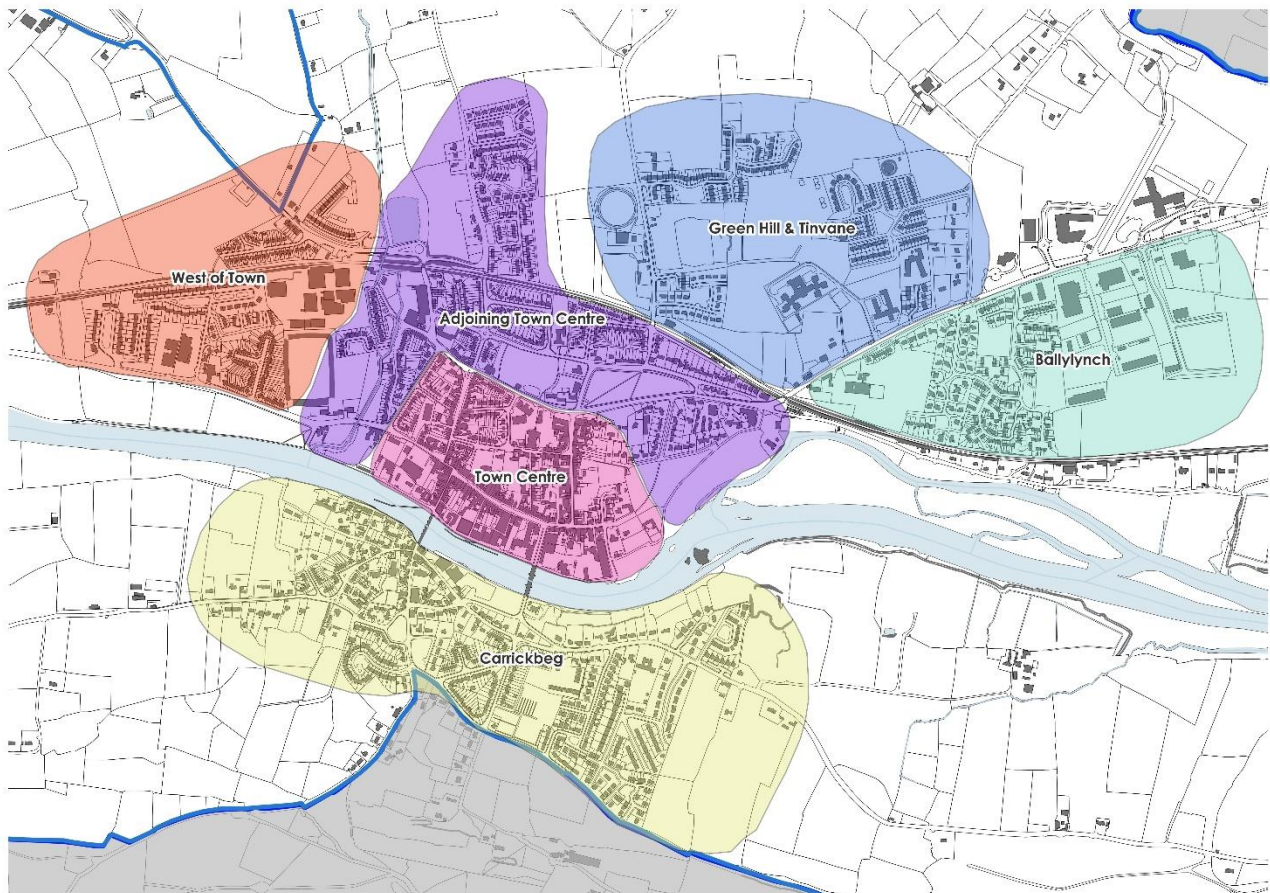 Green Hill & Tinvane
West of Town
Adjoining Town Centre
Ballylynch
Town Centre
Carrickbeg